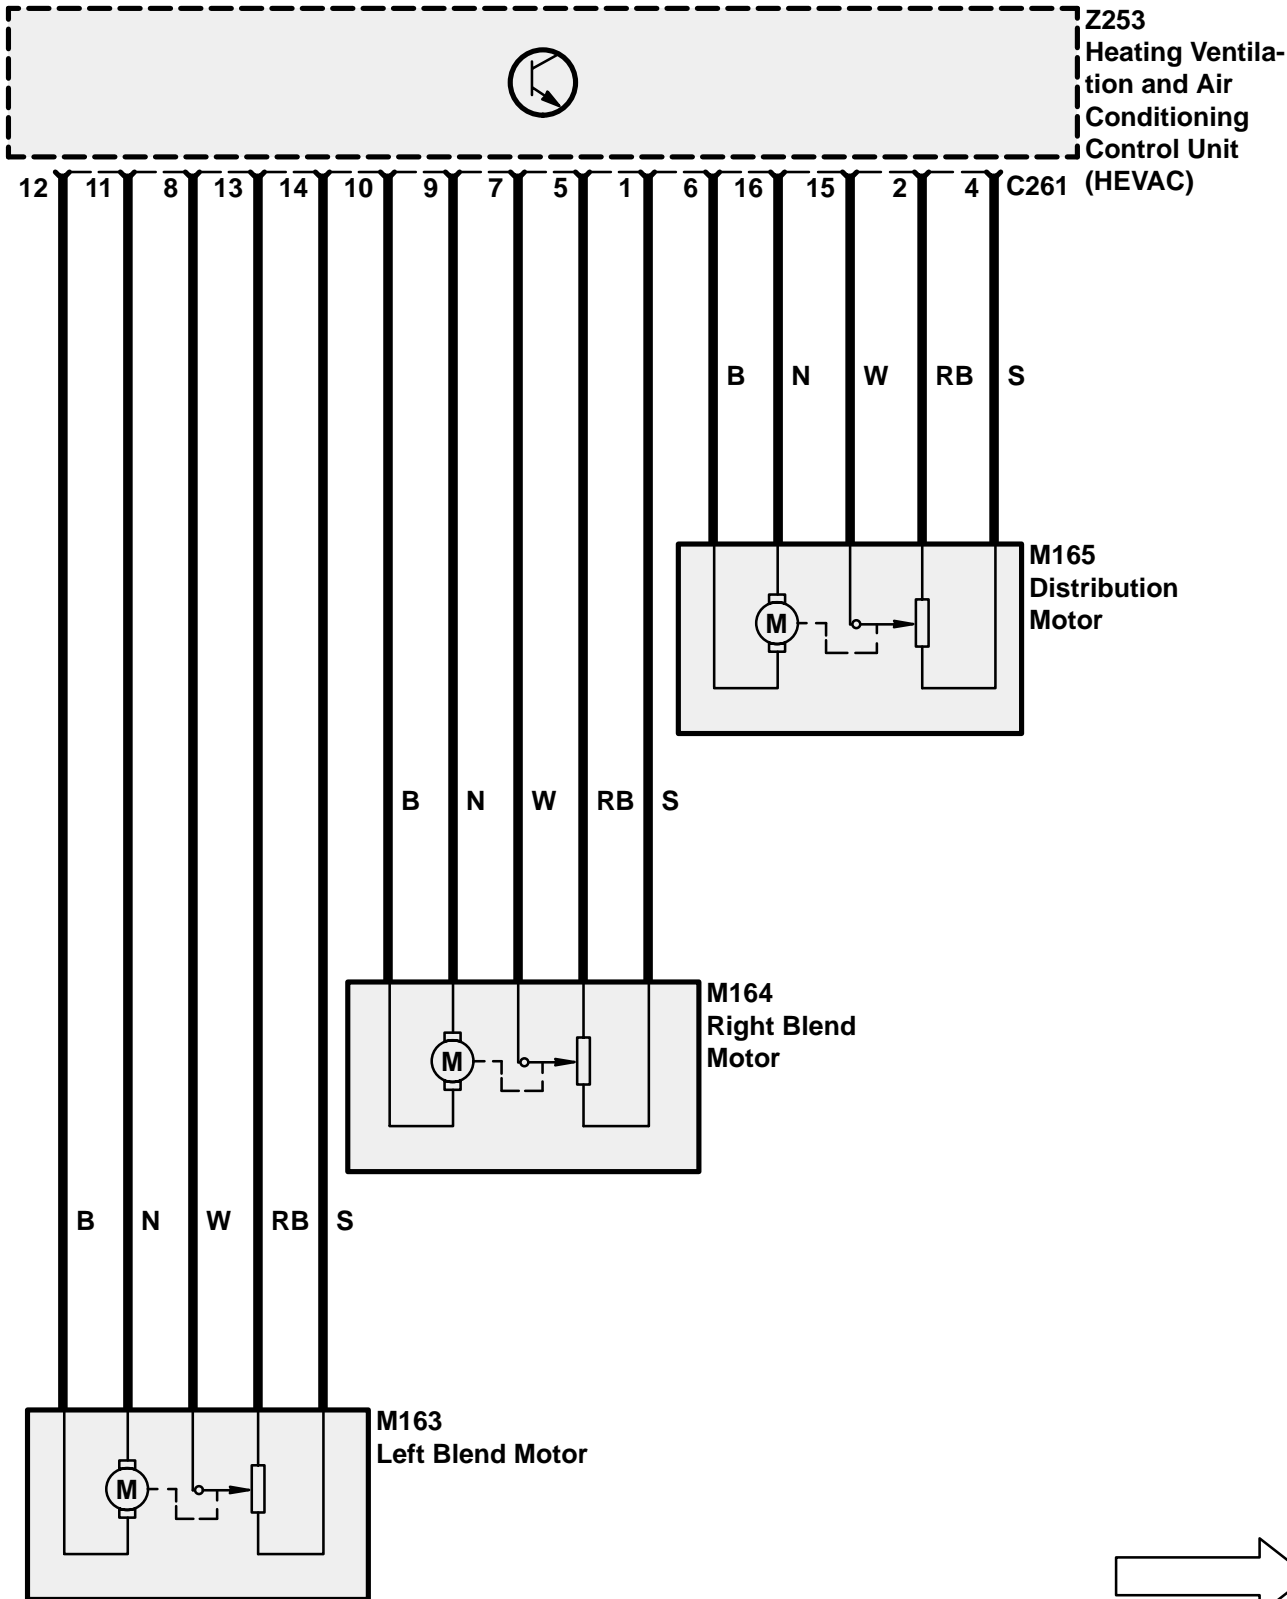 Z253
Heating Ventila-
tion and Air
Conditioning
Control Unit
(HEVAC)
12 11 8 13 14 10 9 7 5 1 6 16 15 2 4 C261
B N W RB S
M165
Distribution
Motor
M
B N W RB S
M164
Right Blend
Motor
M
B N W RB S
M163
Left Blend Motor
M